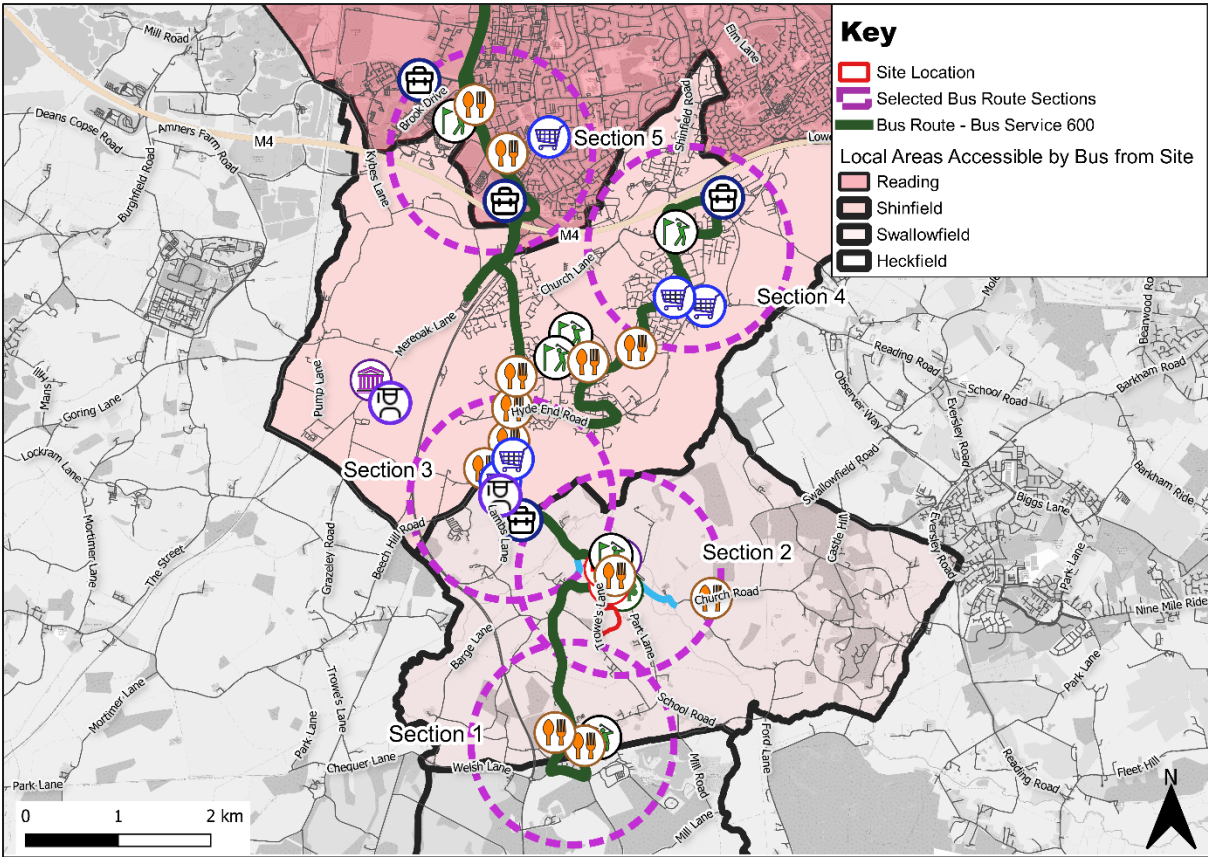 Key
Site Location
Selected Bus Route Sections
Bus Route - Bus Service 600
Local Areas Accessible by Bus from Site
Reading
Shinfield
Swallowfield
Heckfield
Mill Road
Deans Copse Road
Amners Farm Road
Burghfield Road
M4
Kybes Lane
Brook Drive
Section 5
Shinfield Road
Elm Lane
Lowe
M4
Church Lane
Section 4
Mereoak Lane
Pump Lane
Mans
Goring Lane
Hyde End Road
Section 3
Lockram Lane
Mortimer Lane
The Street
Grazeley Road
Beech Hill Road
Lambs Lane
Section 2
Church Road
Trowe's Lane
Part Lane
Barge Lane
School Road
Section 1
Welsh Lane
Chequer Lane
Trowe's Lane
Park Lane
Mortimer Lane
Park Lane
Mill Road
Mill Lane
Ford Lane
Reading Road
Fleet Hill
Park Lane
Nine Mile Ride
Park Lane
Biggs Lane
Barkham Ride
Eversley Road
Eversley Road
Castle Hill
Swallowfield Road
Observer Way
Reading Road
School Road
Barkham Road
Bearwood Road
Mole
0 1 2 km
N